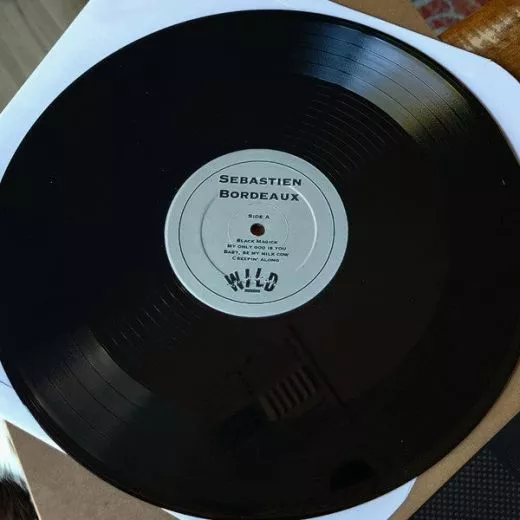 SEBASTIEN
BORDEAUX
SIDE A
BLACK MAGICK
MY ONLY GOD IS YOU
BABY, BE MY MILK COW
CREEPIN' ALONG
WILD